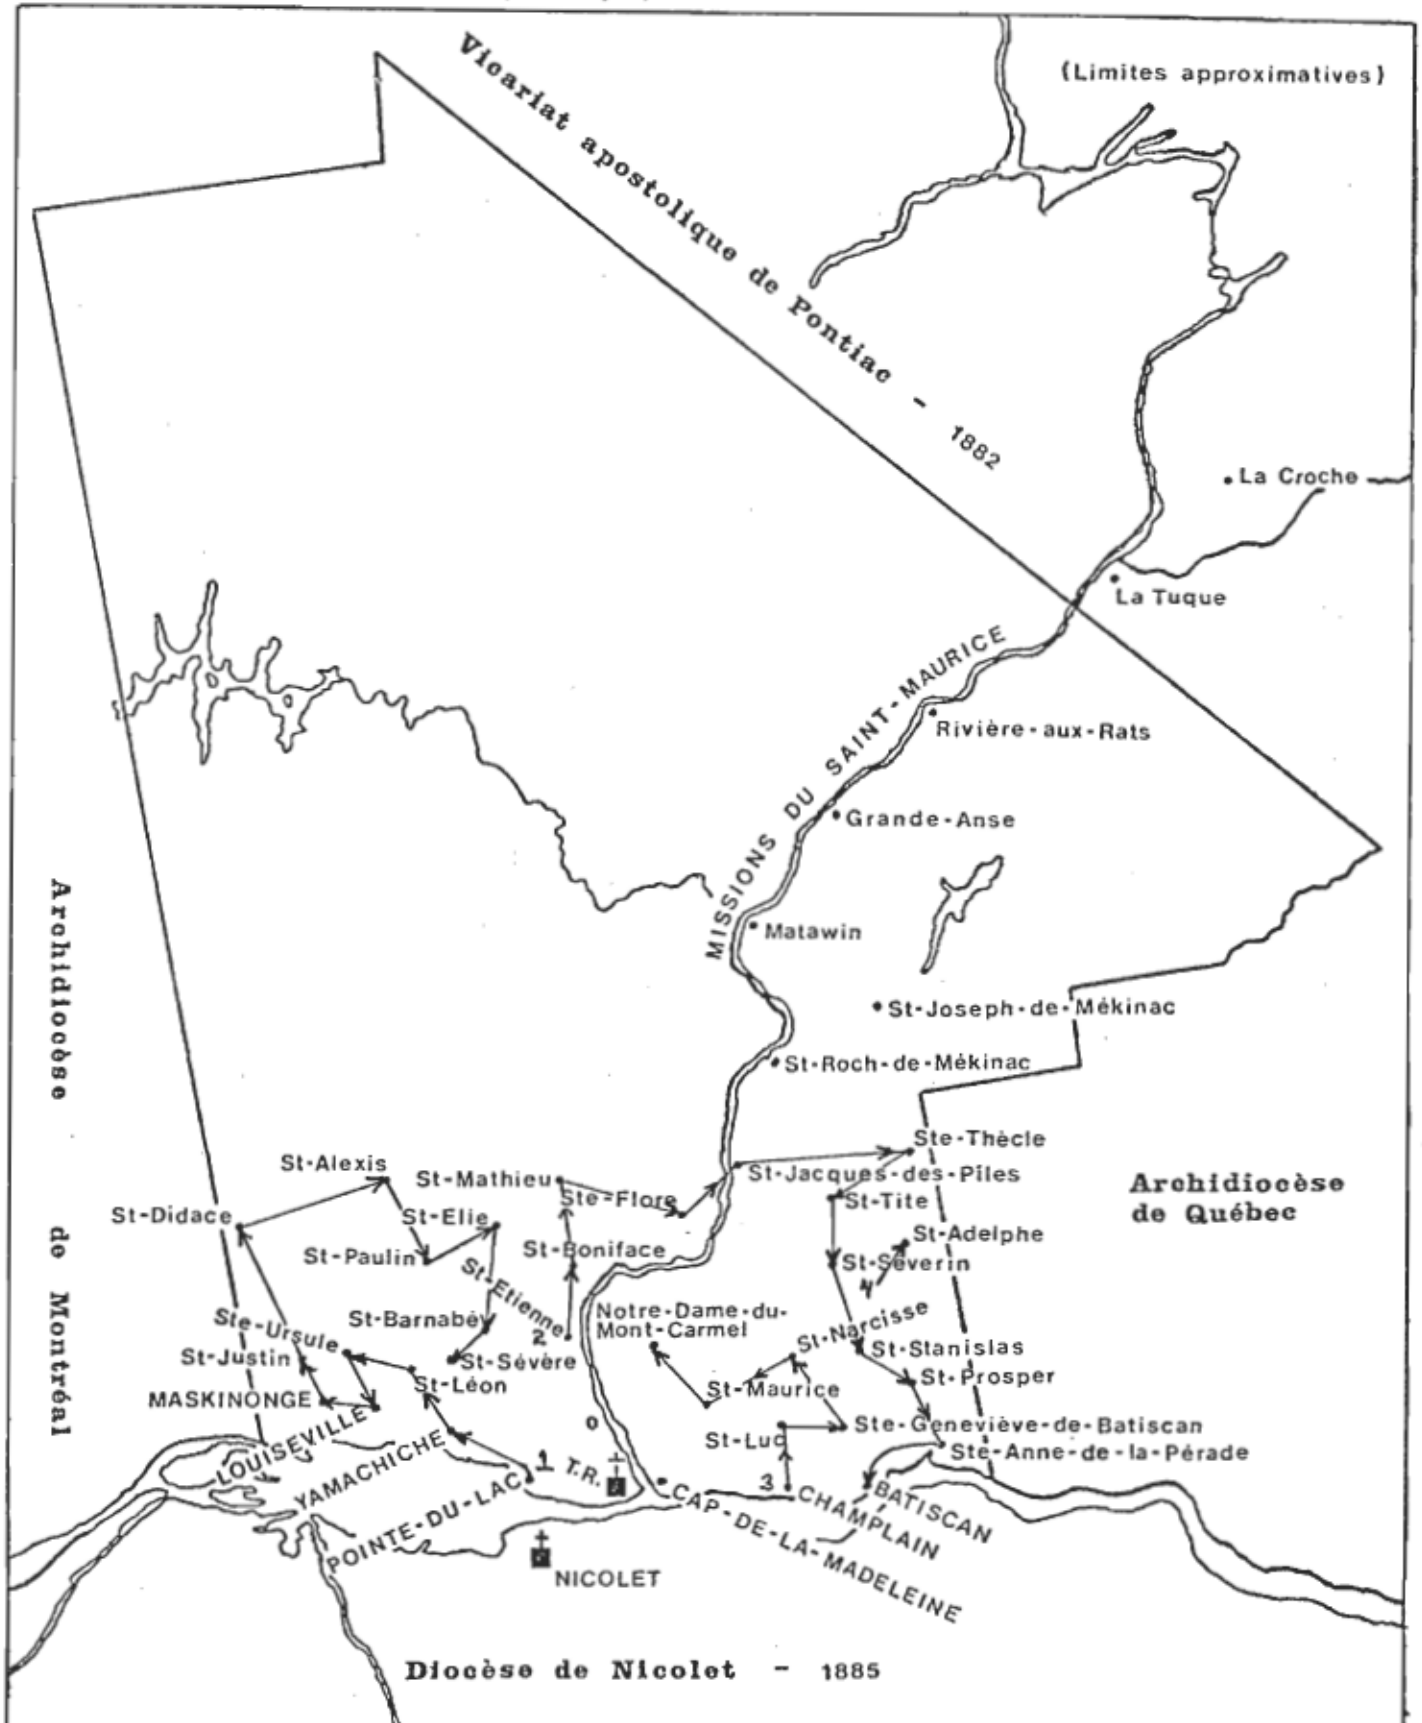 (Limites approximatives)
Vicariat apostolique de Pontiac - 1882
La Croche
La Tuque
MISSIONS DU SAINT-MAURICE
Rivière-aux-Rats
Grande-Anse
Matawin
St-Joseph-de-Mékinac
St-Roch-de-Mékinac
Archidiocèse de Montréal
Ste-Thècle
St-Alexis
St-Mathieu
St-Jacques-des-Piles
Ste-Flore
St-Tite
Archidiocèse
de Québec
St-Didace
St-Elie
St-Adelphe
St-Paulin
St-Boniface
St-Séverin
4
St-Etienne
2
Notre-Dame-du-
Mont-Carmel
St-Narcisse
Ste-Ursule
St-Barnabé
St-Justin
St-Sévère
St-Stanislas
St-Léon
St-Prosper
MASKINONGE
St-Maurice
LOUISEVILLE
0
St-Luc
Ste-Geneviève-de-Batiscan
Ste-Anne-de-la-Pérade
YAMACHICHE
1
T.R.
3
POINTE-DU-LAC
CAP-DE-LA-MADELEINE
CHAMPLAIN
BATISCAN
NICOLET
Diocèse de Nicolet - 1885